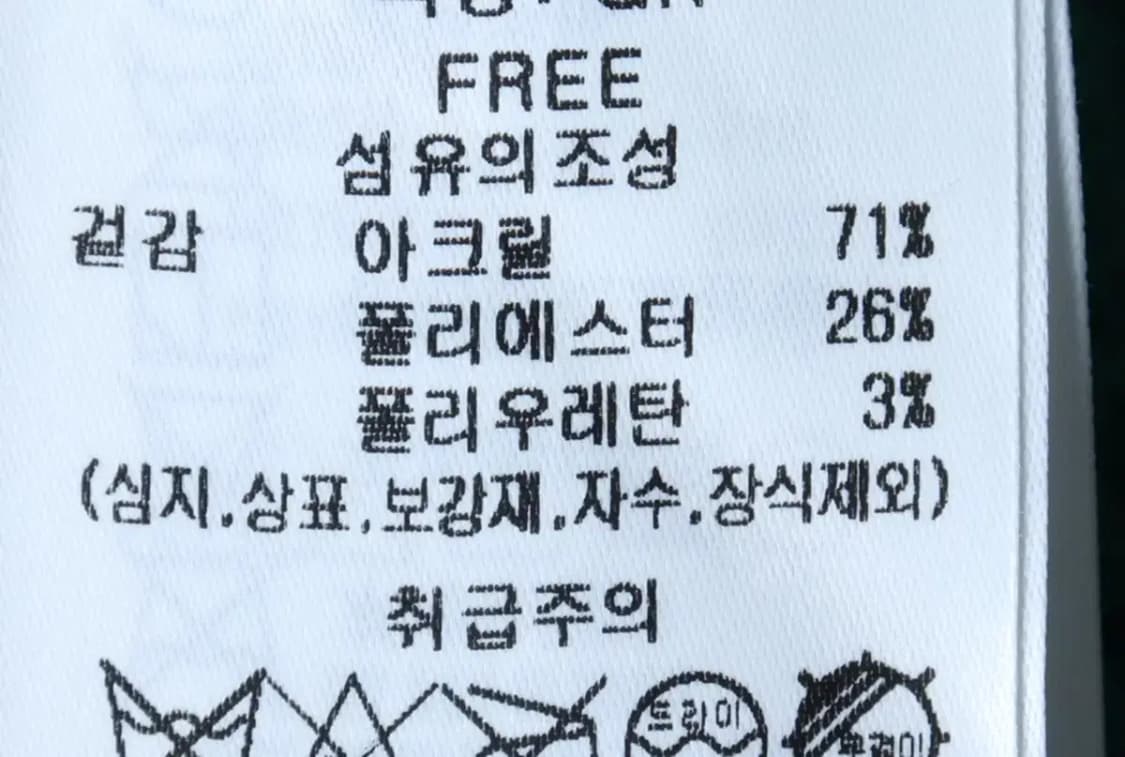 FREE
섬유의조성
겉감 아크릴 71%
폴리에스터 26%
폴리우레탄 3%
(심지.상표.보강재.자수.장식제외)
취급주의
드라이